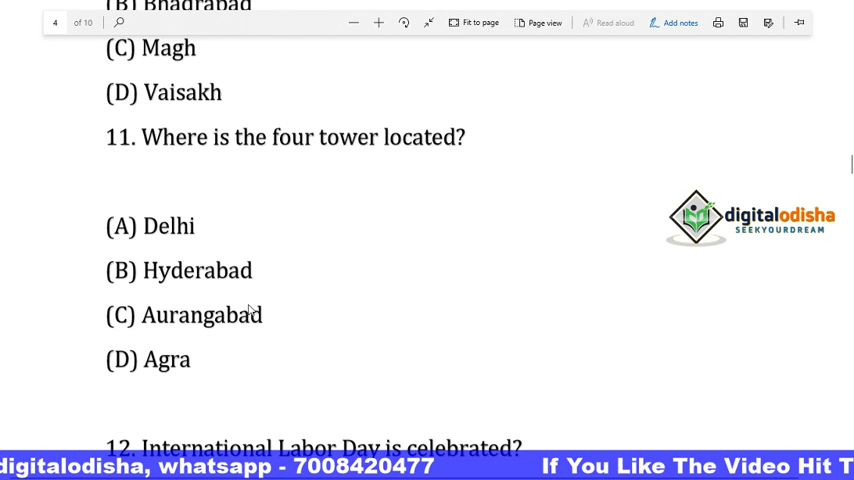 (B) Bhadrabad
4 of 10 Fit to page Page view Read aloud Add notes
(C) Magh
(D) Vaisakh
11. Where is the four tower located?
digitalodisha
SEEKYOURDREAM
(A) Delhi
(B) Hyderabad
(C) Aurangabad
(D) Agra
12. International Labor Day is celebrated?
digitalodisha, whatsapp - 7008420477 If You Like The Video Hit T